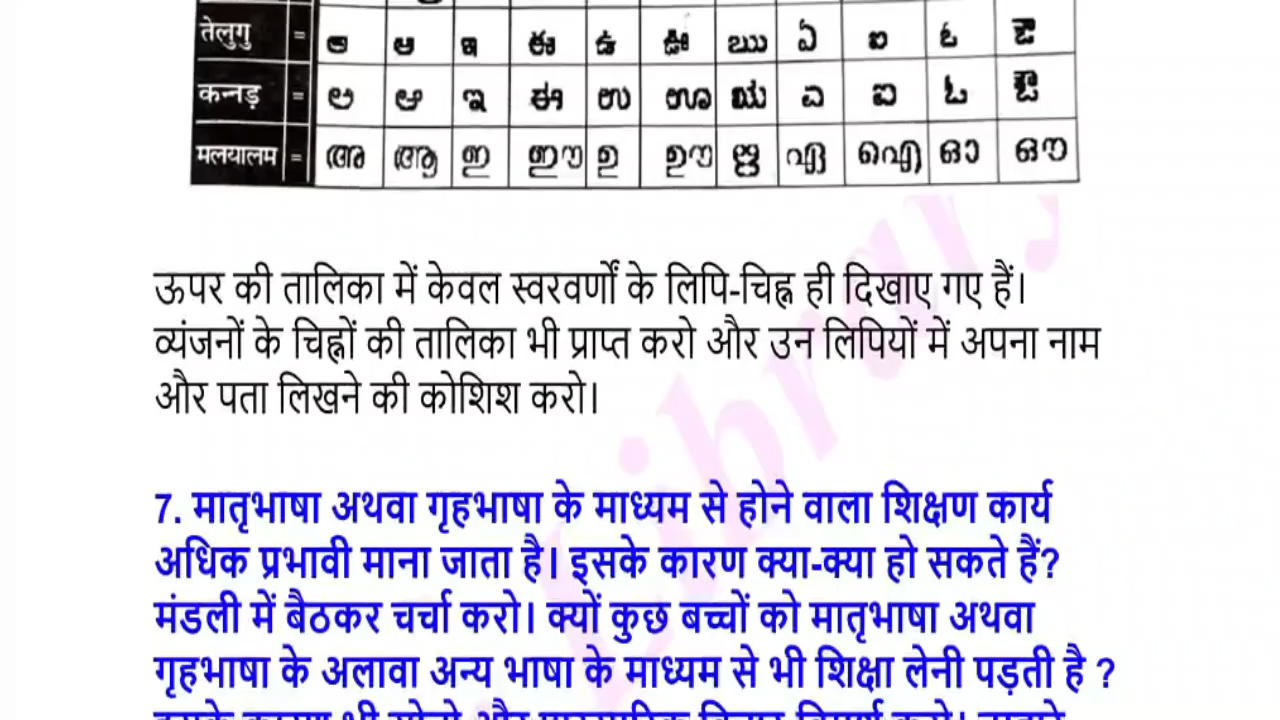 तेलुगु = అ ఆ ఇ ఈ ఉ ఊ ఋ ఏ ఐ ఓ ఔ
कन्नड़ = ಅ ಆ ಇ ಈ ಉ ಊ ಋ ಎ ಐ ಓ ಔ
मलयालम = അ ആ ഇ ഈ ഉ ഊ ഋ ഏ ഐ ഓ ഔ
ऊपर की तालिका में केवल स्वरवर्णों के लिपि-चिह्न ही दिखाए गए हैं।
व्यंजनों के चिह्नों की तालिका भी प्राप्त करो और उन लिपियों में अपना नाम
और पता लिखने की कोशिश करो।
7. मातृभाषा अथवा गृहभाषा के माध्यम से होने वाला शिक्षण कार्य
अधिक प्रभावी माना जाता है। इसके कारण क्या-क्या हो सकते हैं?
मंडली में बैठकर चर्चा करो। क्यों कुछ बच्चों को मातृभाषा अथवा
गृहभाषा के अलावा अन्य भाषा के माध्यम से भी शिक्षा लेनी पड़ती है ?